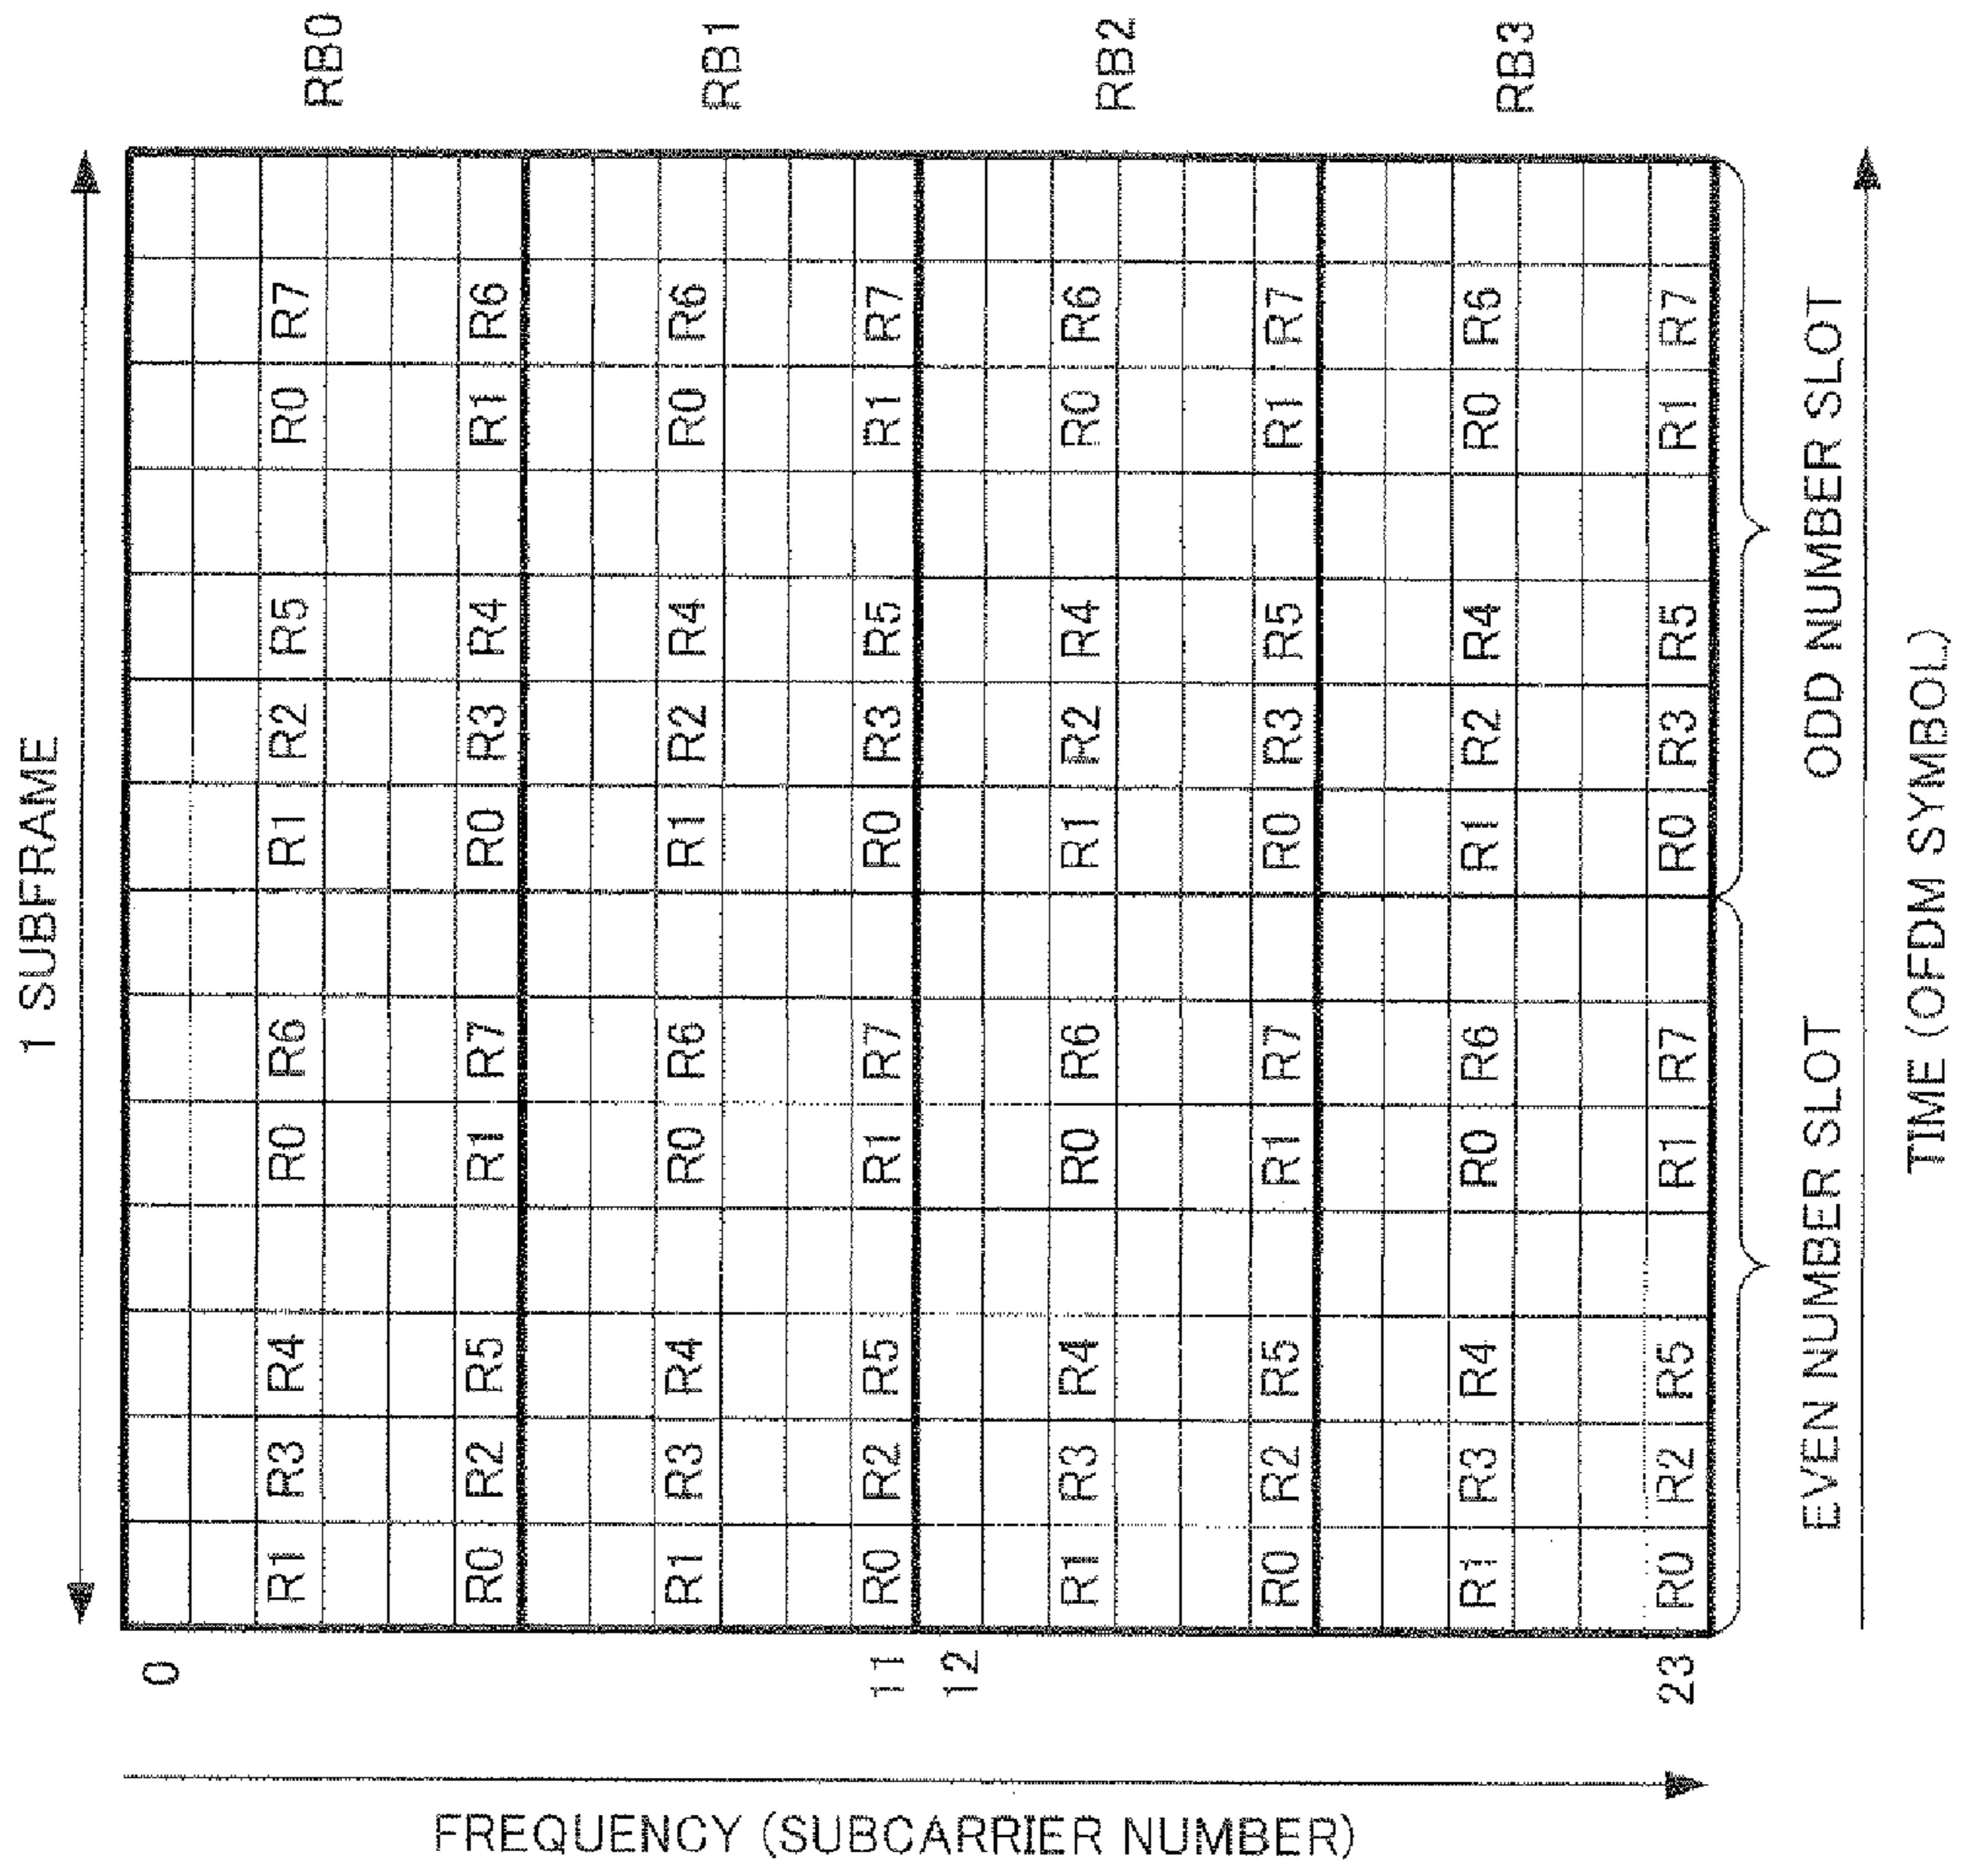 1 SUBFRAME
0
R1 R3 R4 R0 R6 R1 R2 R5 R0 R7
RB0
R0 R2 R5 R1 R7 R0 R3 R4 R1 R6
R1 R3 R4 R0 R6 R1 R2 R4 R0 R6
RB1
11 R0 R2 R5 R1 R7 R0 R3 R5 R1 R7
12
R1 R3 R4 R0 R6 R1 R2 R4 R0 R6
RB2
R0 R2 R5 R1 R7 R0 R3 R5 R1 R7
R1 R3 R4 R0 R6 R1 R2 R4 R0 R6
RB3
23 R0 R2 R5 R1 R7 R0 R3 R5 R1 R7
EVEN NUMBER SLOT ODD NUMBER SLOT
TIME (OFDM SYMBOL)
FREQUENCY (SUBCARRIER NUMBER)